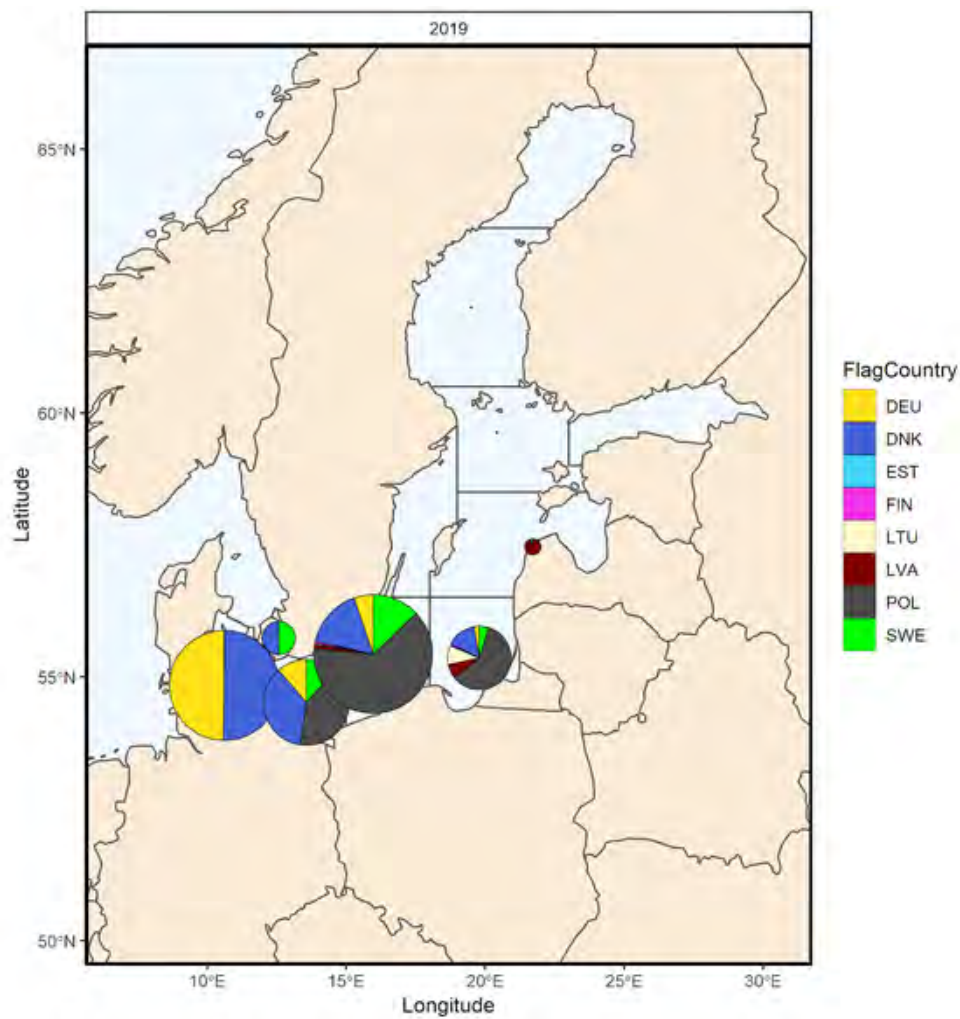 2019
65°N
60°N
55°N
50°N
Latitude
10°E 15°E 20°E 25°E 30°E
Longitude
FlagCountry
DEU
DNK
EST
FIN
LTU
LVA
POL
SWE